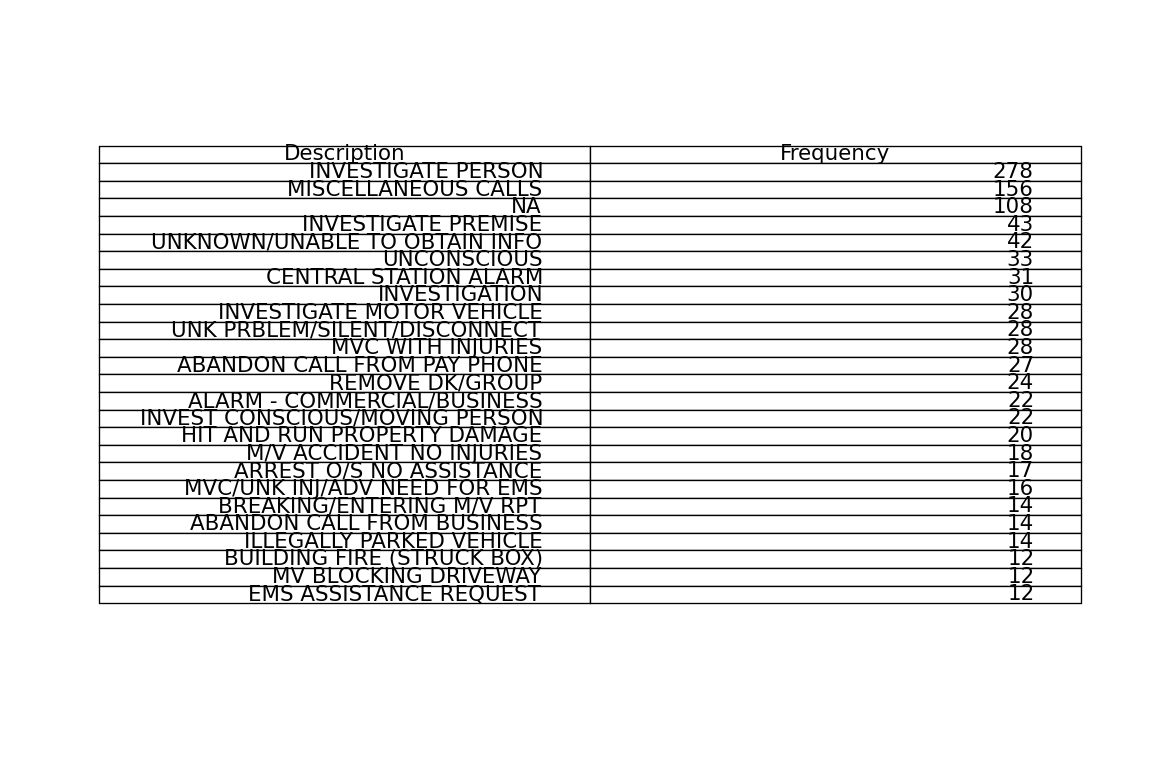 Description Frequency
INVESTIGATE PERSON 278
MISCELLANEOUS CALLS 156
NA 108
INVESTIGATE PREMISE 43
UNKNOWN/UNABLE TO OBTAIN INFO 42
UNCONSCIOUS 33
CENTRAL STATION ALARM 31
INVESTIGATION 30
INVESTIGATE MOTOR VEHICLE 28
UNK PRBLEM/SILENT/DISCONNECT 28
MVC WITH INJURIES 28
ABANDON CALL FROM PAY PHONE 27
REMOVE DK/GROUP 24
ALARM - COMMERCIAL/BUSINESS 22
INVEST CONSCIOUS/MOVING PERSON 22
HIT AND RUN PROPERTY DAMAGE 20
M/V ACCIDENT NO INJURIES 18
ARREST O/S NO ASSISTANCE 17
MVC/UNK INJ/ADV NEED FOR EMS 16
BREAKING/ENTERING M/V RPT 14
ABANDON CALL FROM BUSINESS 14
ILLEGALLY PARKED VEHICLE 14
BUILDING FIRE (STRUCK BOX) 12
MV BLOCKING DRIVEWAY 12
EMS ASSISTANCE REQUEST 12